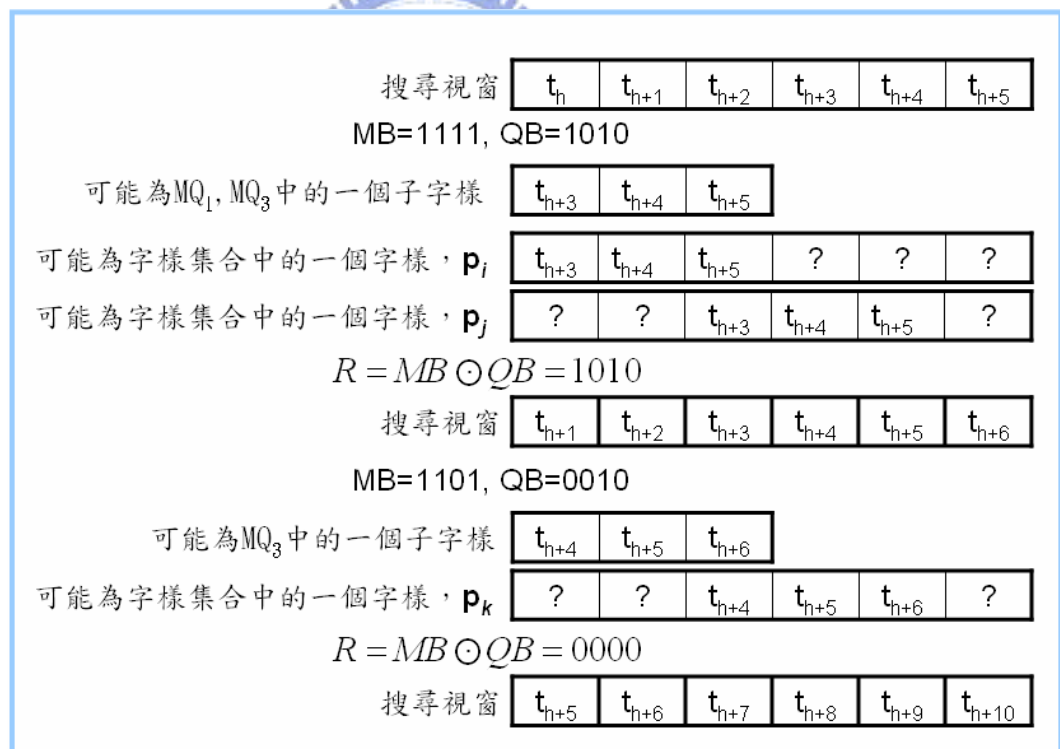 搜尋視窗 t_h t_{h+1} t_{h+2} t_{h+3} t_{h+4} t_{h+5}
MB=1111, QB=1010
可能為MQ₁, MQ₃中的一個子字樣 t_{h+3} t_{h+4} t_{h+5}
可能為字樣集合中的一個字樣，p_i t_{h+3} t_{h+4} t_{h+5} ? ? ?
可能為字樣集合中的一個字樣，p_j ? ? t_{h+3} t_{h+4} t_{h+5} ?
R = MB⊙QB = 1010
搜尋視窗 t_{h+1} t_{h+2} t_{h+3} t_{h+4} t_{h+5} t_{h+6}
MB=1101, QB=0010
可能為MQ₃中的一個子字樣 t_{h+4} t_{h+5} t_{h+6}
可能為字樣集合中的一個字樣，p_k ? ? t_{h+4} t_{h+5} t_{h+6} ?
R = MB⊙QB = 0000
搜尋視窗 t_{h+5} t_{h+6} t_{h+7} t_{h+8} t_{h+9} t_{h+10}